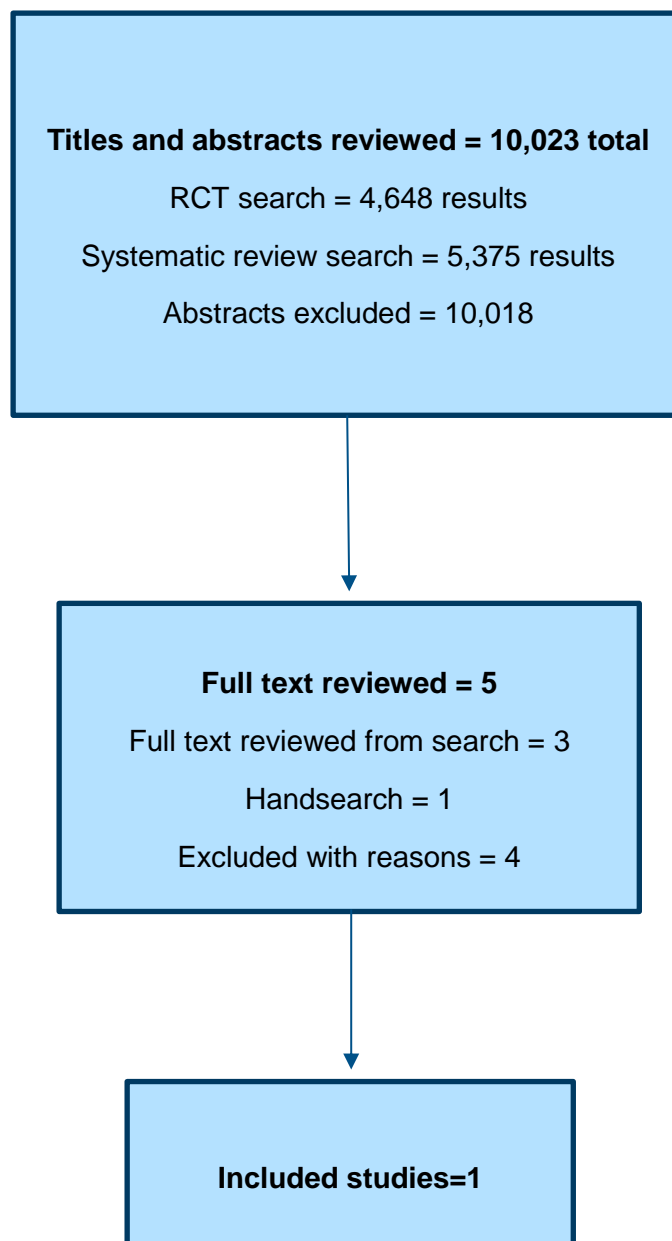 Titles and abstracts reviewed = 10,023 total
RCT search = 4,648 results
Systematic review search = 5,375 results
Abstracts excluded = 10,018
Full text reviewed = 5
Full text reviewed from search = 3
Handsearch = 1
Excluded with reasons = 4
Included studies=1